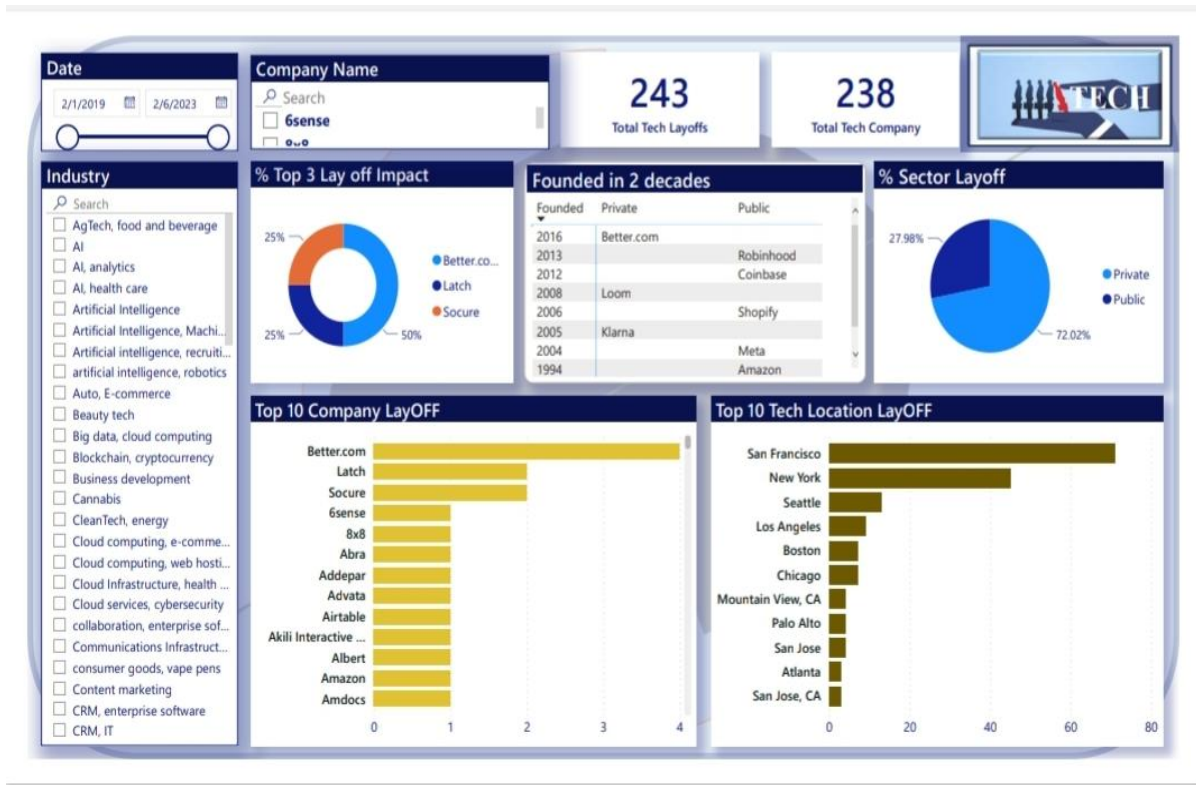 Date
2/1/2019 2/6/2023
Company Name
Search
6sense
8x8
243
Total Tech Layoffs
238
Total Tech Company
TECH
Industry
Search
AgTech, food and beverage
AI
AI, analytics
AI, health care
Artificial Intelligence
Artificial Intelligence, Machi...
Artificial intelligence, recruiti...
artificial intelligence, robotics
Auto, E-commerce
Beauty tech
Big data, cloud computing
Blockchain, cryptocurrency
Business development
Cannabis
CleanTech, energy
Cloud computing, e-comme...
Cloud computing, web hosti...
Cloud Infrastructure, health ...
Cloud services, cybersecurity
collaboration, enterprise sof...
Communications Infrastruct...
consumer goods, vape pens
Content marketing
CRM, enterprise software
CRM, IT
% Top 3 Lay off Impact
25%
25%
50%
Better.co...
Latch
Socure
Founded in 2 decades
Founded Private Public
2016 Better.com
2013 Robinhood
2012 Coinbase
2008 Loom
2006 Shopify
2005 Klarna
2004 Meta
1994 Amazon
% Sector Layoff
27.98%
72.02%
Private
Public
Top 10 Company LayOFF
Better.com
Latch
Socure
6sense
8x8
Abra
Addepar
Advata
Airtable
Akili Interactive ...
Albert
Amazon
Amdocs
0 1 2 3 4
Top 10 Tech Location LayOFF
San Francisco
New York
Seattle
Los Angeles
Boston
Chicago
Mountain View, CA
Palo Alto
San Jose
Atlanta
San Jose, CA
0 20 40 60 80